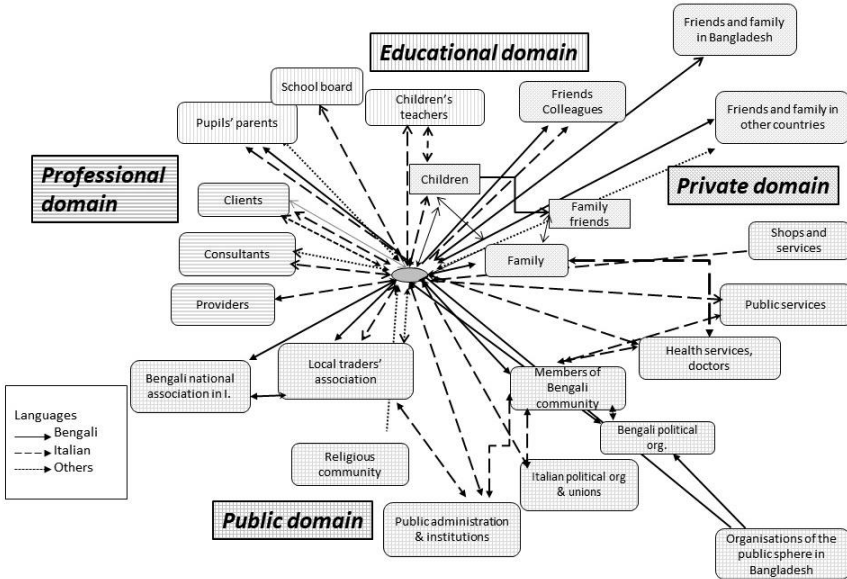 Friends and family
in Bangladesh
Educational domain
School board
Children's
teachers
Friends
Colleagues
Friends and family in
other countries
Pupils' parents
Professional
domain
Children
Private domain
Clients
Family
friends
Shops and
services
Consultants
Family
Providers
Public services
Health services,
doctors
Local traders'
association
Bengali national
association in I.
Members of
Bengali
community
Languages
Bengali
Italian
Others
Bengali political
org.
Religious
community
Italian political org
& unions
Public domain
Public administration
& institutions
Organisations of
the public sphere in
Bangladesh